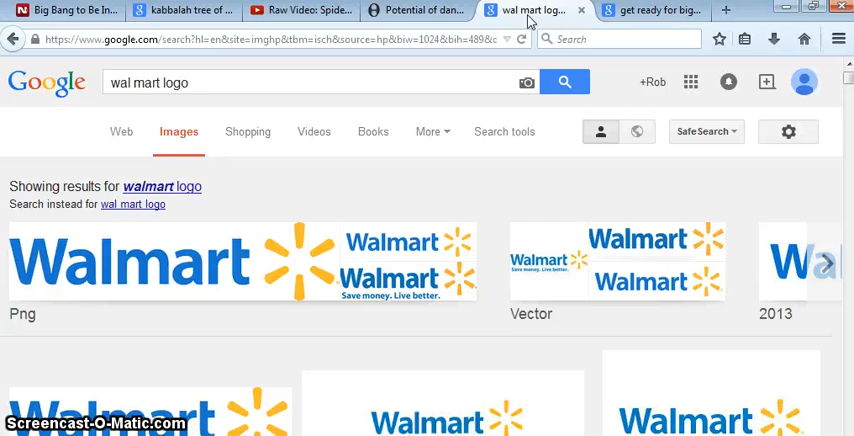 Big Bang to Be In...
kabbalah tree of ...
Raw Video: Spide...
Potential of dan...
wal mart log...
get ready for big...
https://www.google.com/search?hl=en&site=imghp&tbm=isch&source=hp&biw=1024&bih=489&
Search
Google
wal mart logo
+Rob
Web
Images
Shopping
Videos
Books
More
Search tools
SafeSearch
Showing results for walmart logo
Search instead for wal mart logo
Walmart
Walmart
Walmart
Save money. Live better.
Walmart
Save money. Live better.
Walmart
Walmart
Wa
Png
Vector
2013
Walmart
Walmart
Walmart
Screencast-O-Matic.com